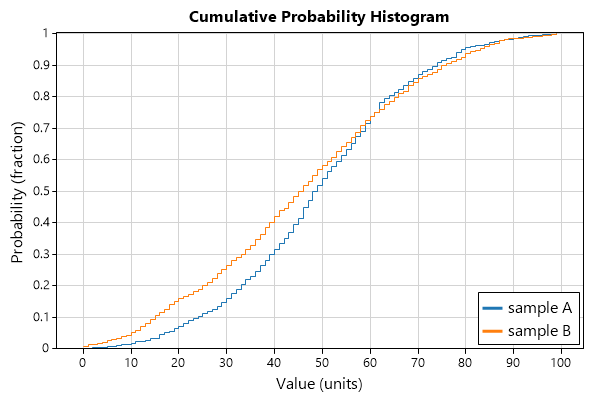 Cumulative Probability Histogram
Probability (fraction)
1
0.9
0.8
0.7
0.6
0.5
0.4
0.3
0.2
0.1
0
0 10 20 30 40 50 60 70 80 90 100
Value (units)
sample A
sample B